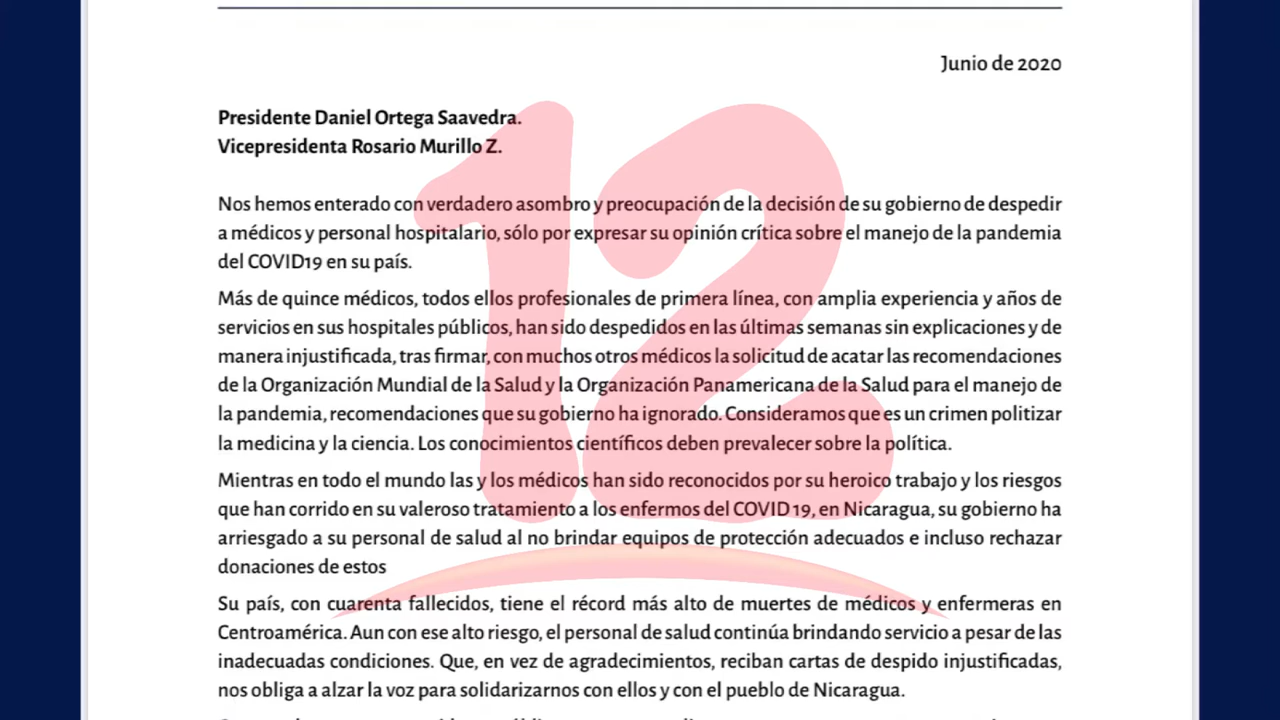 Junio de 2020
Presidente Daniel Ortega Saavedra.
Vicepresidenta Rosario Murillo Z.
Nos hemos enterado con verdadero asombro y preocupación de la decisión de su gobierno de despedir
a médicos y personal hospitalario, sólo por expresar su opinión crítica sobre el manejo de la pandemia
del COVID19 en su país.
Más de quince médicos, todos ellos profesionales de primera línea, con amplia experiencia y años de
servicios en sus hospitales públicos, han sido despedidos en las últimas semanas sin explicaciones y de
manera injustificada, tras firmar, con muchos otros médicos la solicitud de acatar las recomendaciones
de la Organización Mundial de la Salud y la Organización Panamericana de la Salud para el manejo de
la pandemia, recomendaciones que su gobierno ha ignorado. Consideramos que es un crimen politizar
la medicina y la ciencia. Los conocimientos científicos deben prevalecer sobre la política.
Mientras en todo el mundo las y los médicos han sido reconocidos por su heroico trabajo y los riesgos
que han corrido en su valeroso tratamiento a los enfermos del COVID 19, en Nicaragua, su gobierno ha
arriesgado a su personal de salud al no brindar equipos de protección adecuados e incluso rechazar
donaciones de estos
Su país, con cuarenta fallecidos, tiene el récord más alto de muertes de médicos y enfermeras en
Centroamérica. Aun con ese alto riesgo, el personal de salud continúa brindando servicio a pesar de las
inadecuadas condiciones. Que, en vez de agradecimientos, reciban cartas de despido injustificadas,
nos obliga a alzar la voz para solidarizarnos con ellos y con el pueblo de Nicaragua.
12